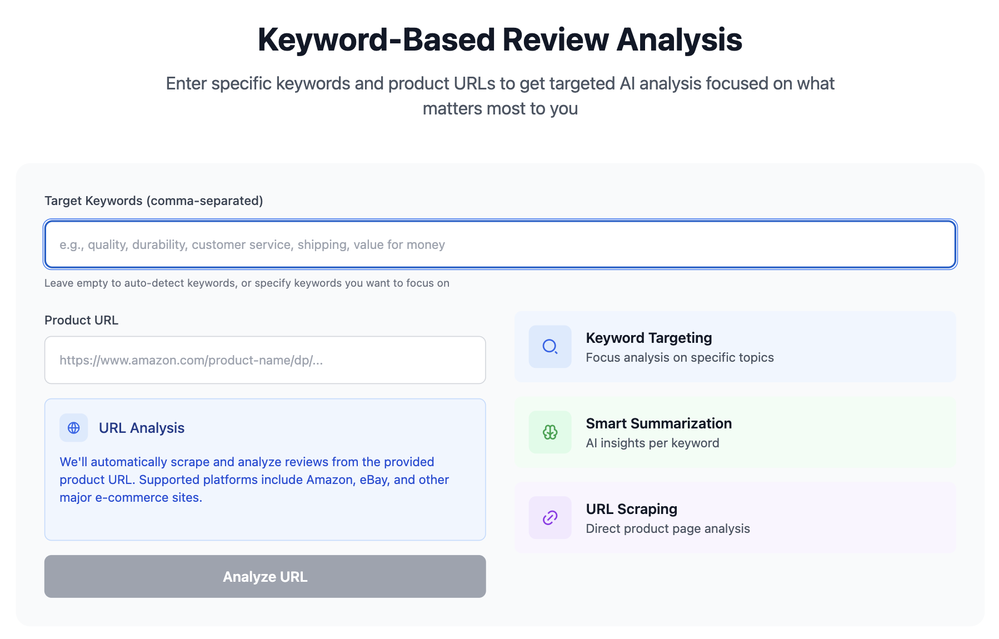 Keyword-Based Review Analysis
Enter specific keywords and product URLs to get targeted AI analysis focused on what
matters most to you
Target Keywords (comma-separated)
e.g., quality, durability, customer service, shipping, value for money
Leave empty to auto-detect keywords, or specify keywords you want to focus on
Product URL
https://www.amazon.com/product-name/dp/...
URL Analysis
We'll automatically scrape and analyze reviews from the provided
product URL. Supported platforms include Amazon, eBay, and other
major e-commerce sites.
Analyze URL
Keyword Targeting
Focus analysis on specific topics
Smart Summarization
AI insights per keyword
URL Scraping
Direct product page analysis